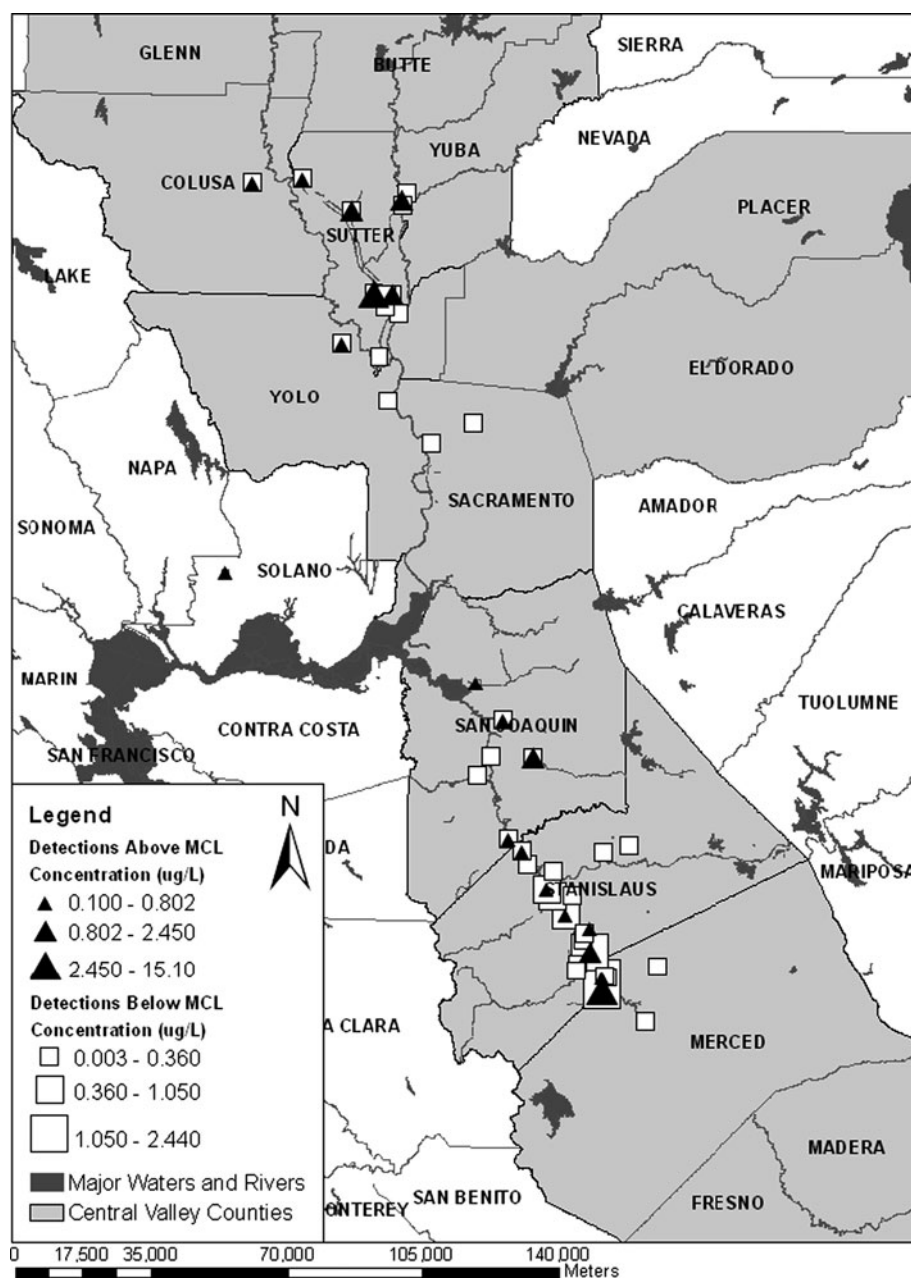 SIERRA
GLENN
BUTTE
NEVADA
YUBA
COLUSA
PLACER
SUTTER
LAKE
EL DORADO
YOLO
NAPA
SACRAMENTO
AMADOR
SONOMA
SOLANO
CALAVERAS
MARIN
TUOLUMNE
CONTRA COSTA
SAN JOAQUIN
SAN FRANCISCO
DA
MARIPOSA
STANISLAUS
A CLARA
MERCED
MADERA
SAN BENITO
FRESNO
ONTEREY
N
Legend
Detections Above MCL
Concentration (ug/L)
0.100 - 0.802
0.802 - 2.450
2.450 - 15.10
Detections Below MCL
Concentration (ug/L)
0.003 - 0.360
0.360 - 1.050
1.050 - 2.440
Major Waters and Rivers
Central Valley Counties
0 17,500 35,000 70,000 105,000 140,000
Meters